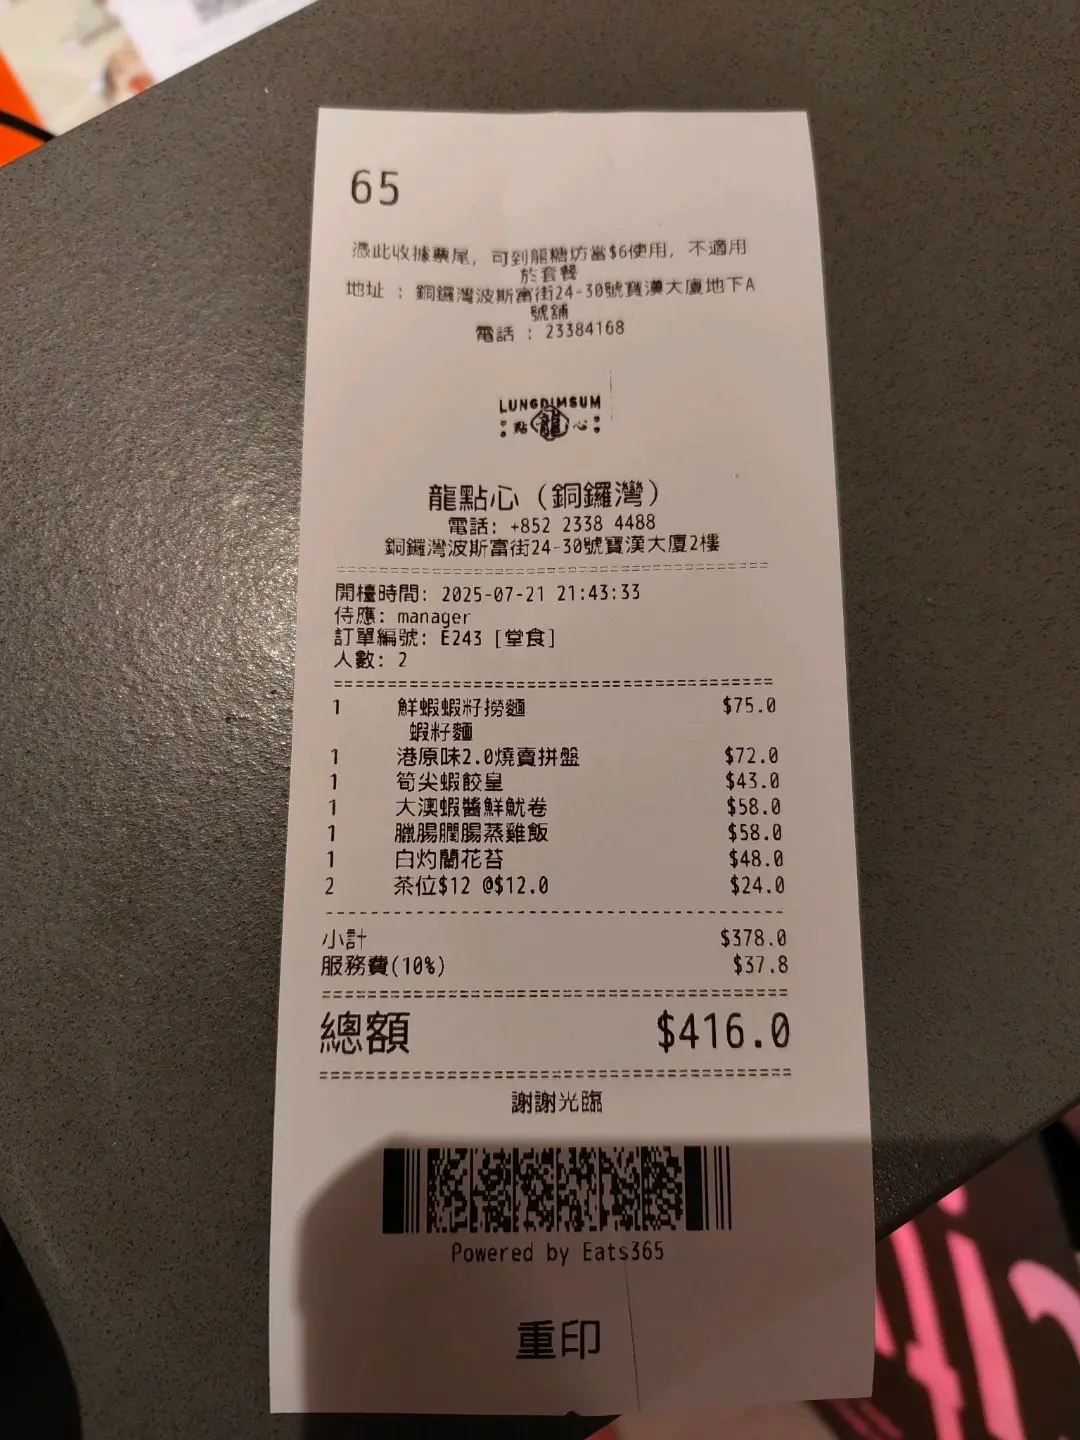 65
憑此收據票尾, 可到龍糖坊當$6使用, 不適用
於套餐
地址 : 銅鑼灣波斯富街24-30號寶漢大廈地下A
號舖
電話 : 23384168
LUNGDIMSUM
點龍心
龍點心 (銅鑼灣)
電話: +852 2338 4488
銅鑼灣波斯富街24-30號寶漢大廈2樓
開檯時間: 2025-07-21 21:43:33
侍應: manager
訂單編號: E243 [堂食]
人數: 2
1 鮮蝦蝦籽撈麵 $75.0
蝦籽麵
1 港原味2.0燒賣拼盤 $72.0
1 筍尖蝦餃皇 $43.0
1 大澳蝦醬鮮魷卷 $58.0
1 臘腸膶腸蒸雞飯 $58.0
1 白灼蘭花苔 $48.0
2 茶位$12 @$12.0 $24.0
小計 $378.0
服務費(10%) $37.8
總額 $416.0
謝謝光臨
Powered by Eats365
重印